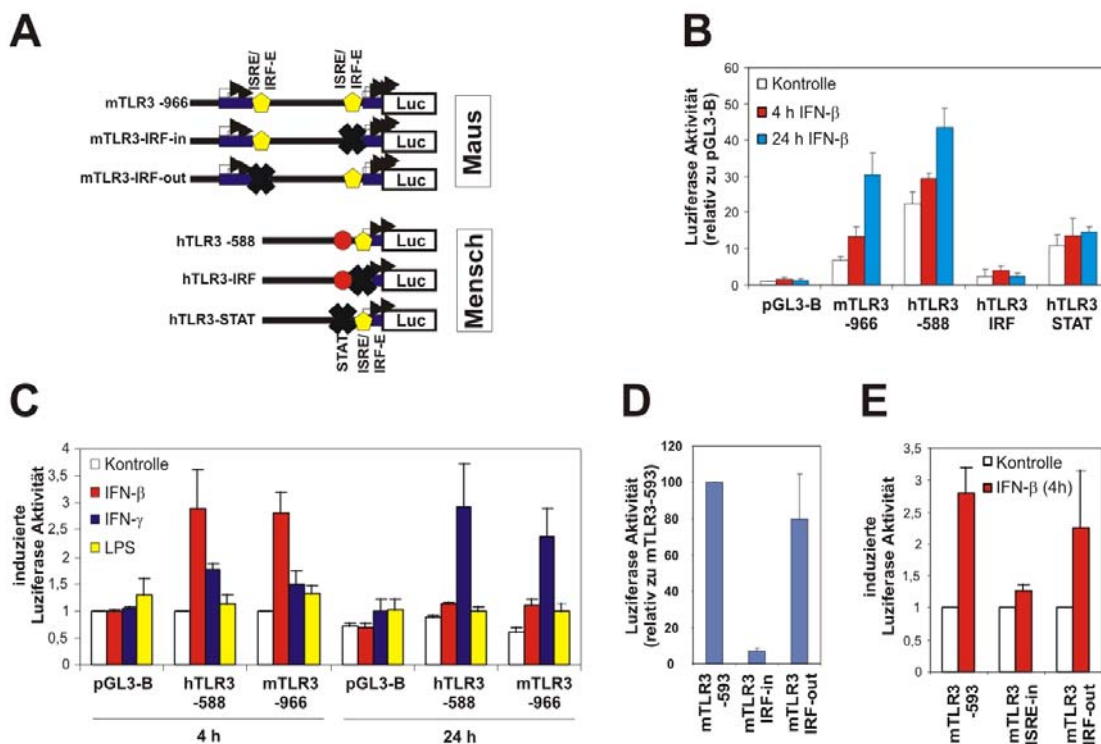 A
ISRE/
IRF-E
ISRE/
IRF-E
mTLR3 -966
Luc
mTLR3-IRF-in
Luc
mTLR3-IRF-out
Luc
Maus
hTLR3 -588
Luc
hTLR3-IRF
Luc
hTLR3-STAT
Luc
Mensch
STAT
ISRE/
IRF-E
B
Luziferase Aktivität
(relativ zu pGL3-B)
60
50
40
30
20
10
0
Kontrolle
4 h IFN-β
24 h IFN-β
pGL3-B
mTLR3
-966
hTLR3
-588
hTLR3
IRF
hTLR3
STAT
C
induzierte
Luziferase Aktivität
4
3,5
3
2,5
2
1,5
1
0,5
0
Kontrolle
IFN-β
IFN-γ
LPS
pGL3-B
hTLR3
-588
mTLR3
-966
pGL3-B
hTLR3
-588
mTLR3
-966
4 h
24 h
D
Luziferase Aktivität
(relativ zu mTLR3-593)
120
100
80
60
40
20
0
mTLR3
-593
mTLR3
IRF-in
mTLR3
IRF-out
E
induzierte
Luziferase Aktivität
3,5
3
2,5
2
1,5
1
0,5
0
Kontrolle
IFN-β (4h)
mTLR3
-593
mTLR3
ISRE-in
mTLR3
IRF-out